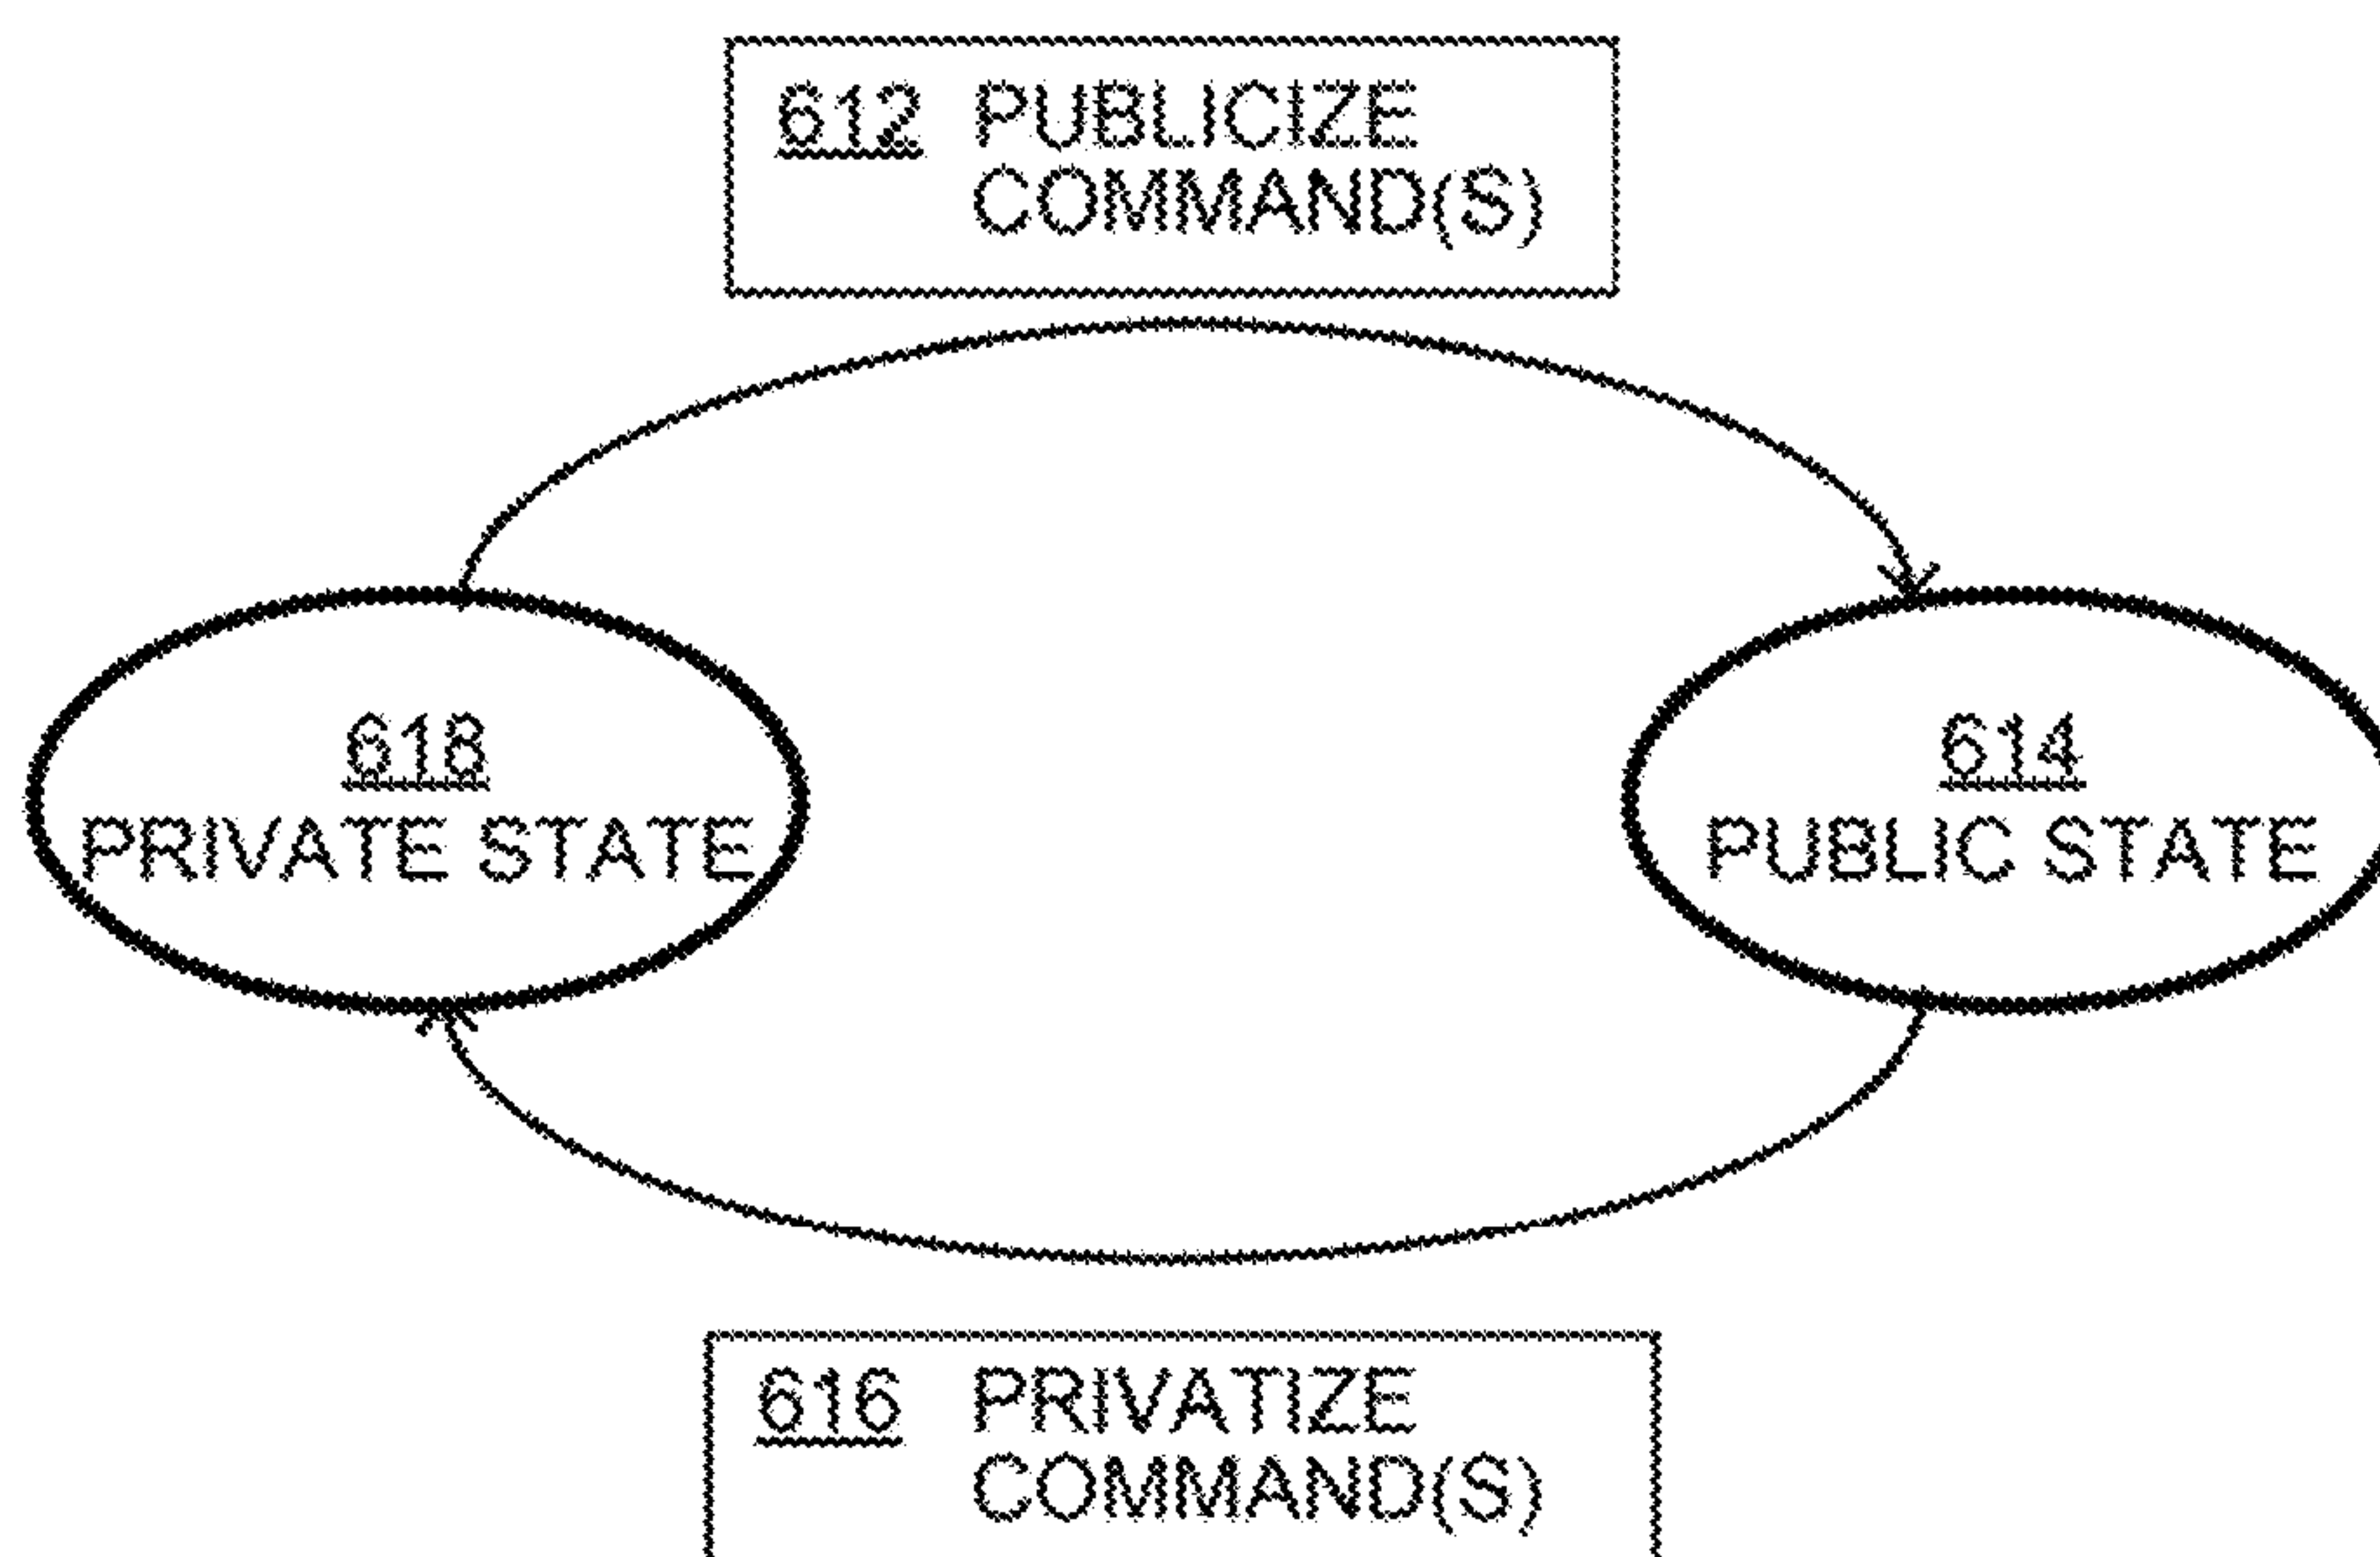 612 PUBLICIZE
COMMAND(S)
618
PRIVATE STATE
614
PUBLIC STATE
616 PRIVATIZE
COMMAND(S)